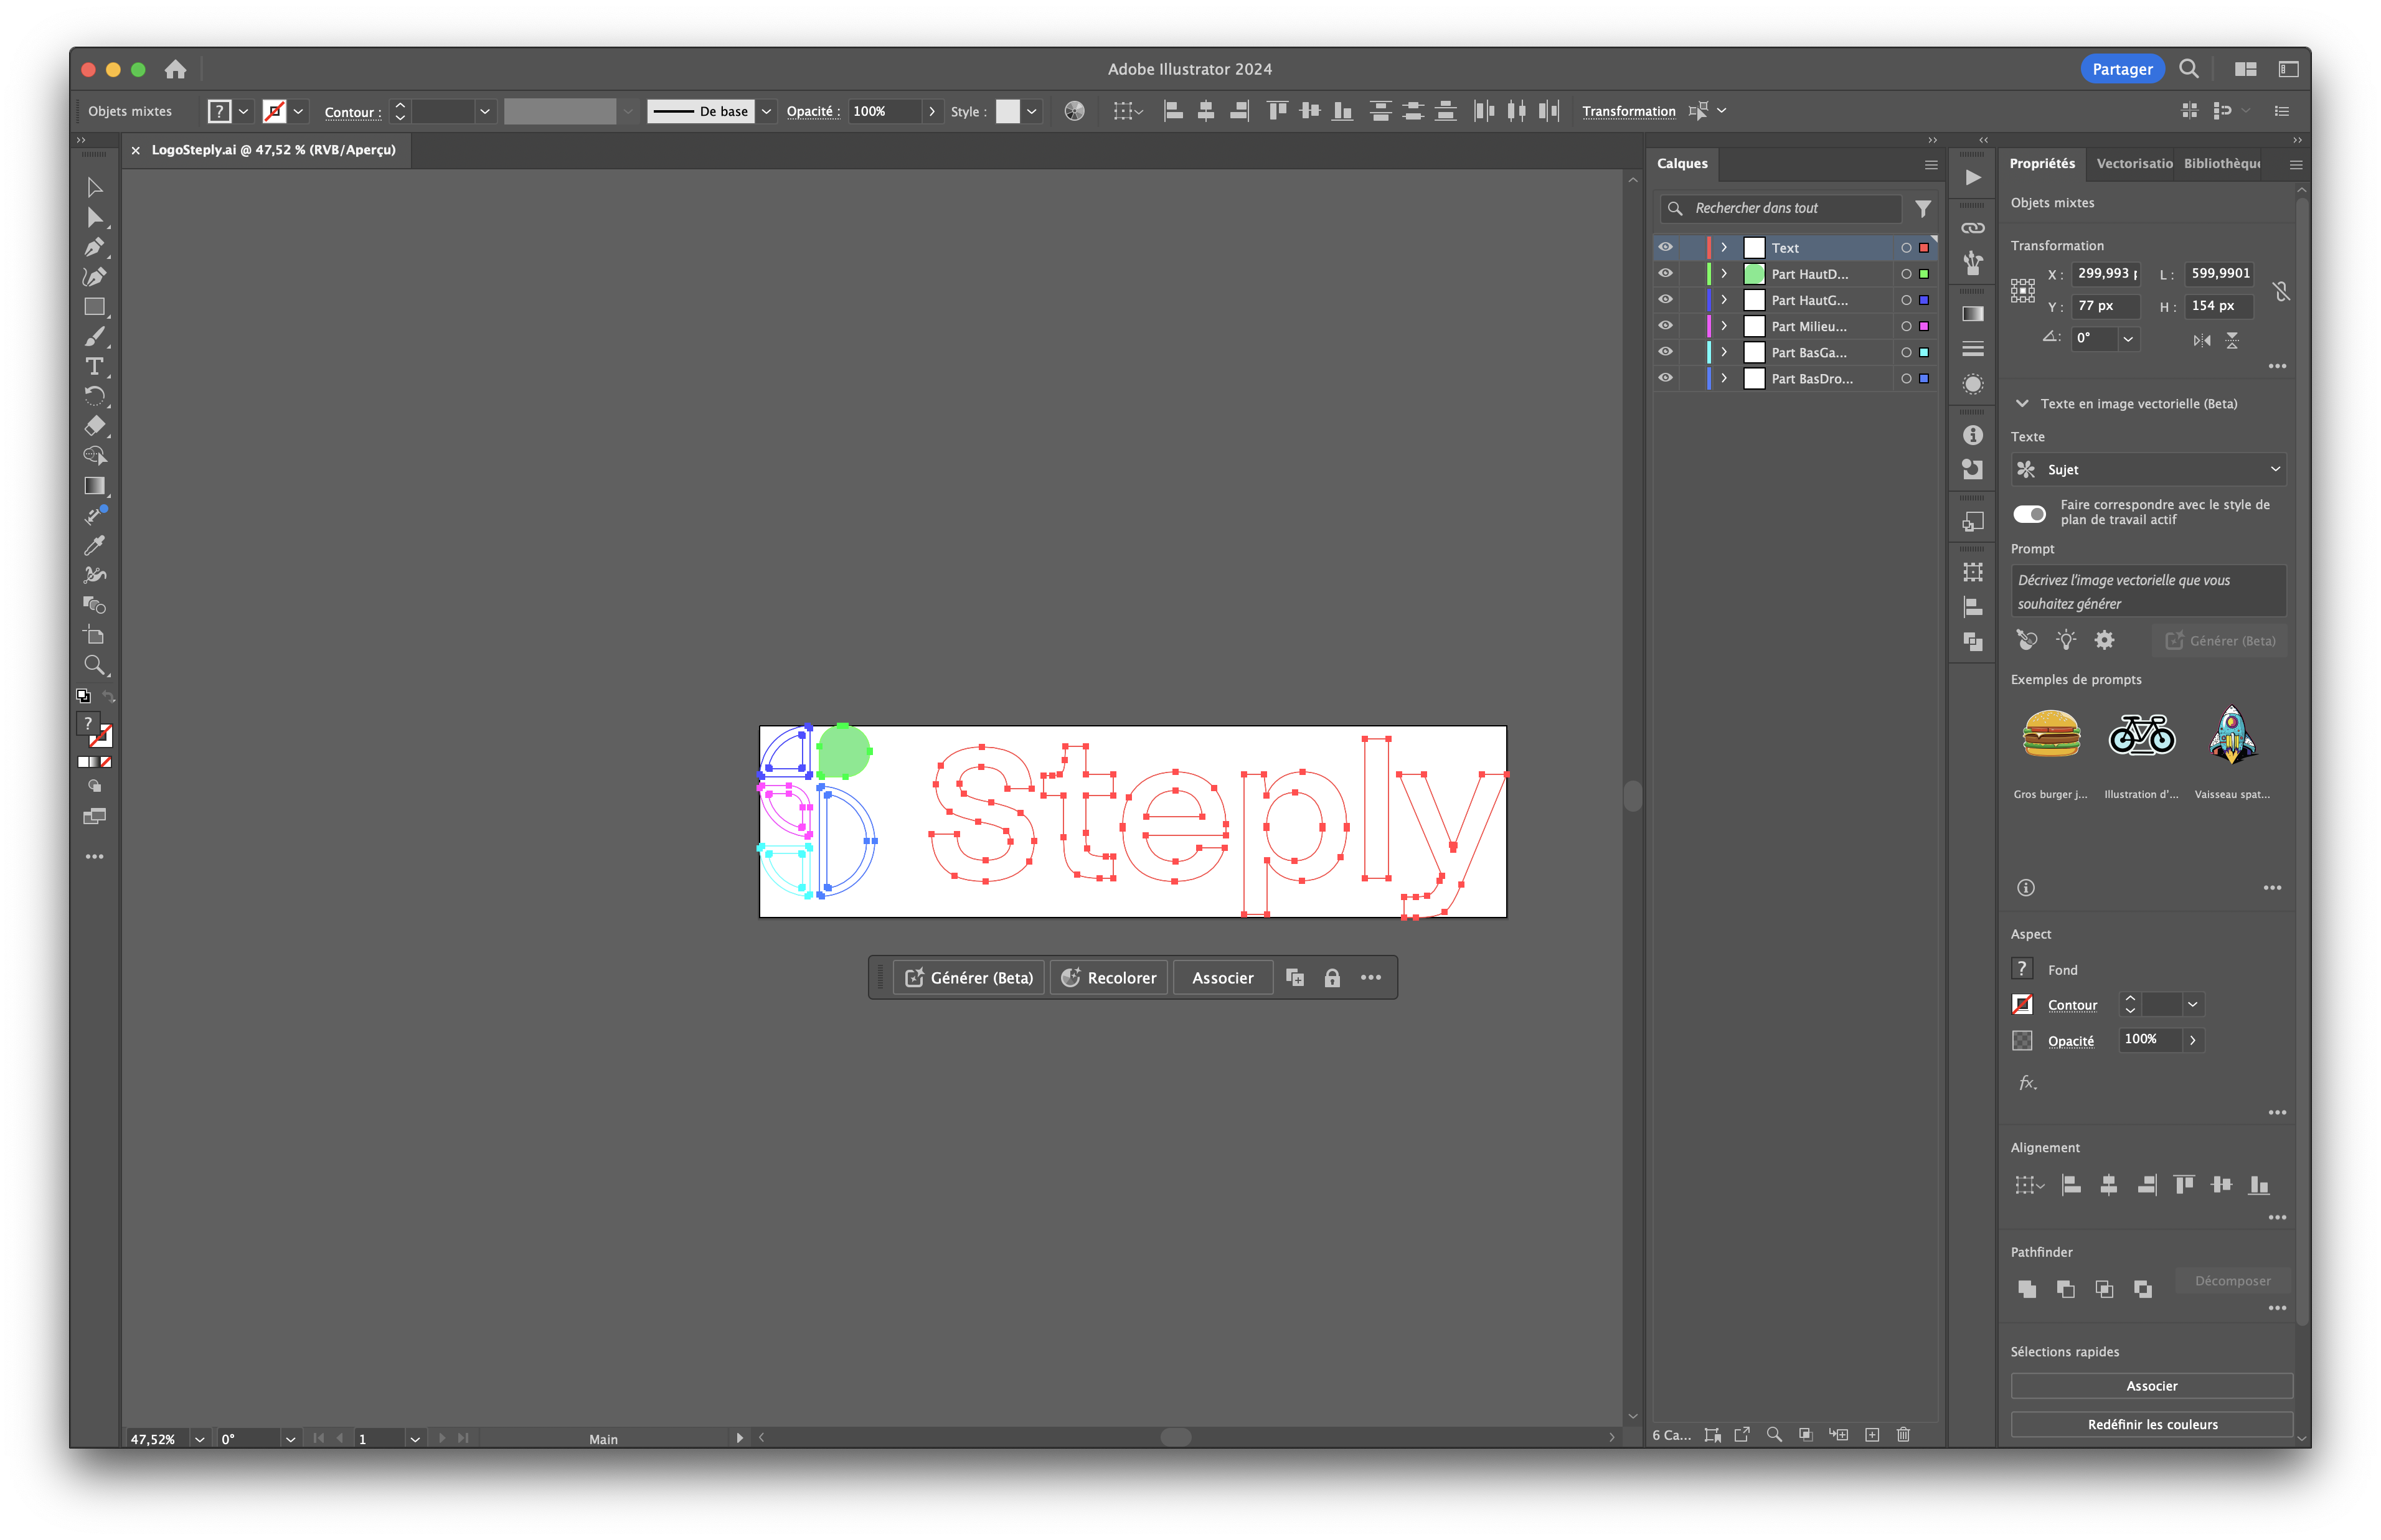 Adobe Illustrator 2024
Partager
Objets mixtes
?
Contour :
De base
Opacité :
100%
Style :
Transformation
LogoSteply.ai @ 47,52 % (RVB/Aperçu)
Steply
Générer (Beta)
Recolorer
Associer
47,52%
0°
1
Main
Calques
Rechercher dans tout
Text
Part HautD...
Part HautG...
Part Milieu...
Part BasGa...
Part BasDro...
6 Ca...
Propriétés
Vectorisatio
Bibliothèqu
Objets mixtes
Transformation
X :
299,993
L :
599,9901
Y :
77 px
H :
154 px
0°
Texte en image vectorielle (Beta)
Texte
Sujet
Faire correspondre avec le style de
plan de travail actif
Prompt
Décrivez l'image vectorielle que vous
souhaitez générer
Générer (Beta)
Exemples de prompts
Gros burger j...
Illustration d'...
Vaisseau spat...
Aspect
?
Fond
Contour
Opacité
100%
fx.
Alignement
Pathfinder
Décomposer
Sélections rapides
Associer
Redéfinir les couleurs